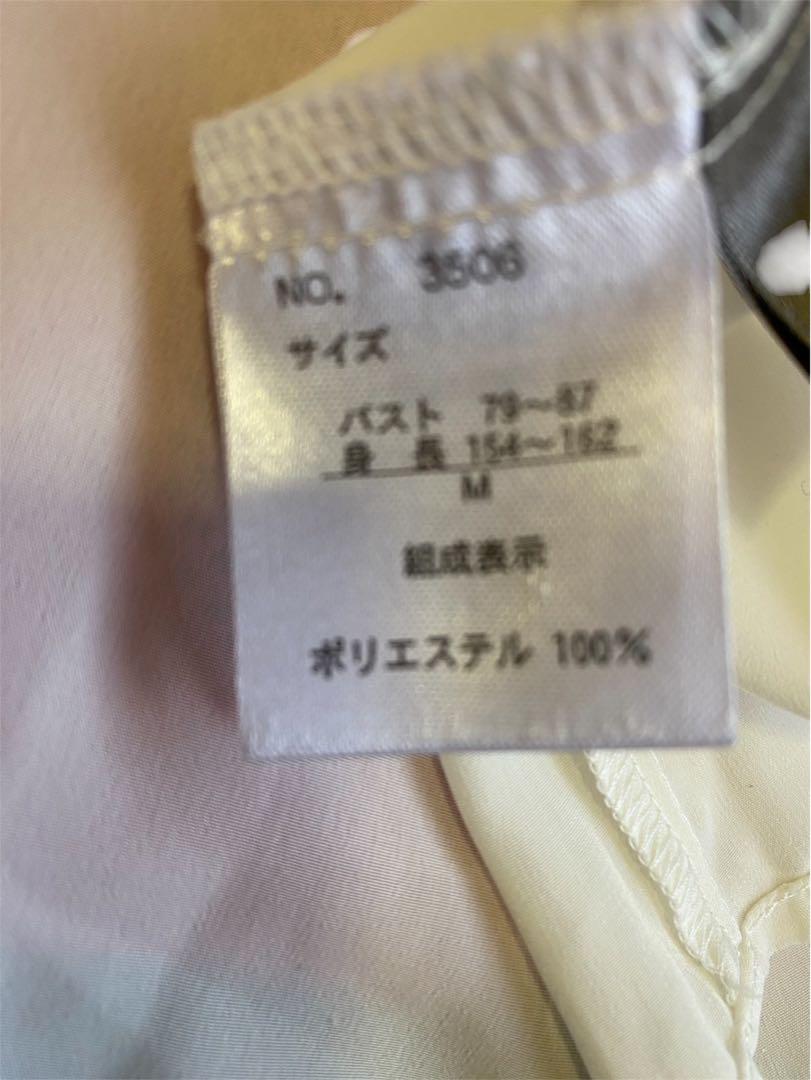 NO. 3506
サイズ
バスト 79～87
身長 154～162
M
組成表示
ポリエステル 100%